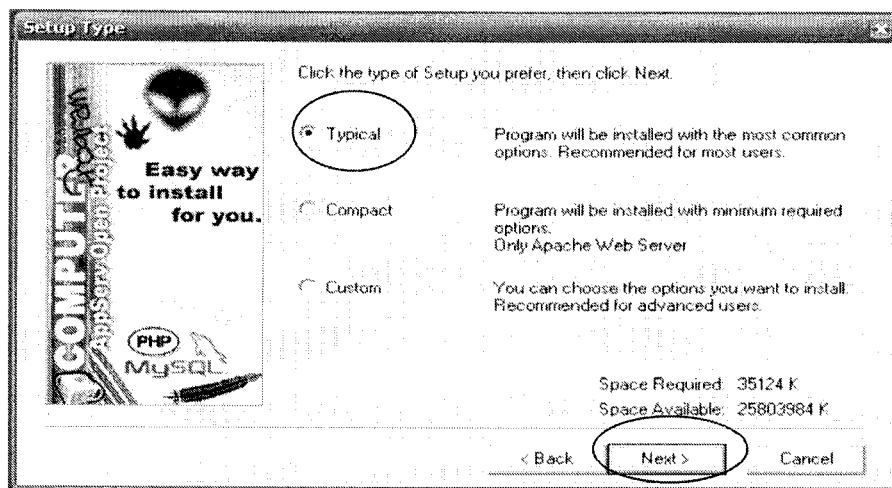 Setup Type
Click the type of Setup you prefer, then click Next.
Typical
Program will be installed with the most common
options. Recommended for most users.
Compact
Program will be installed with minimum required
options.
Only Apache Web Server
Custom
You can choose the options you want to install.
Recommended for advanced users.
Easy way
to install
for you.
COMPUTER
AppServ Open Project
PHP
MySQL
Space Required: 35124 K
Space Available: 25803984 K
< Back
Next >
Cancel